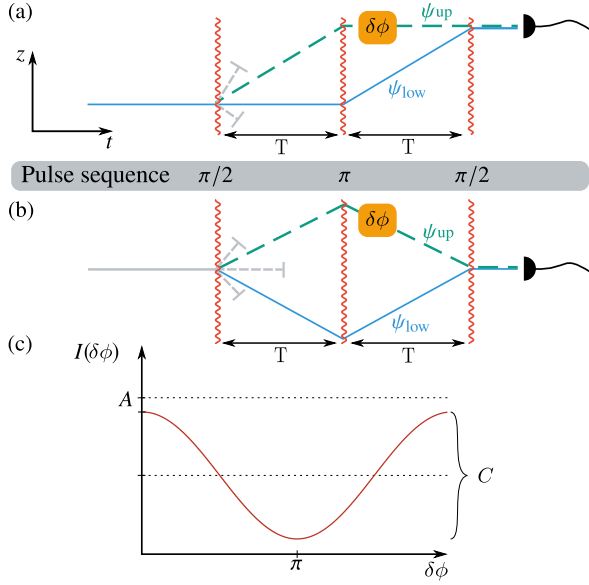 (a)
z
δϕ
ψup
ψlow
t
T T
Pulse sequence π/2 π π/2
(b)
δϕ
ψup
ψlow
T T
(c)
I(δϕ)
A
C
π
δϕ